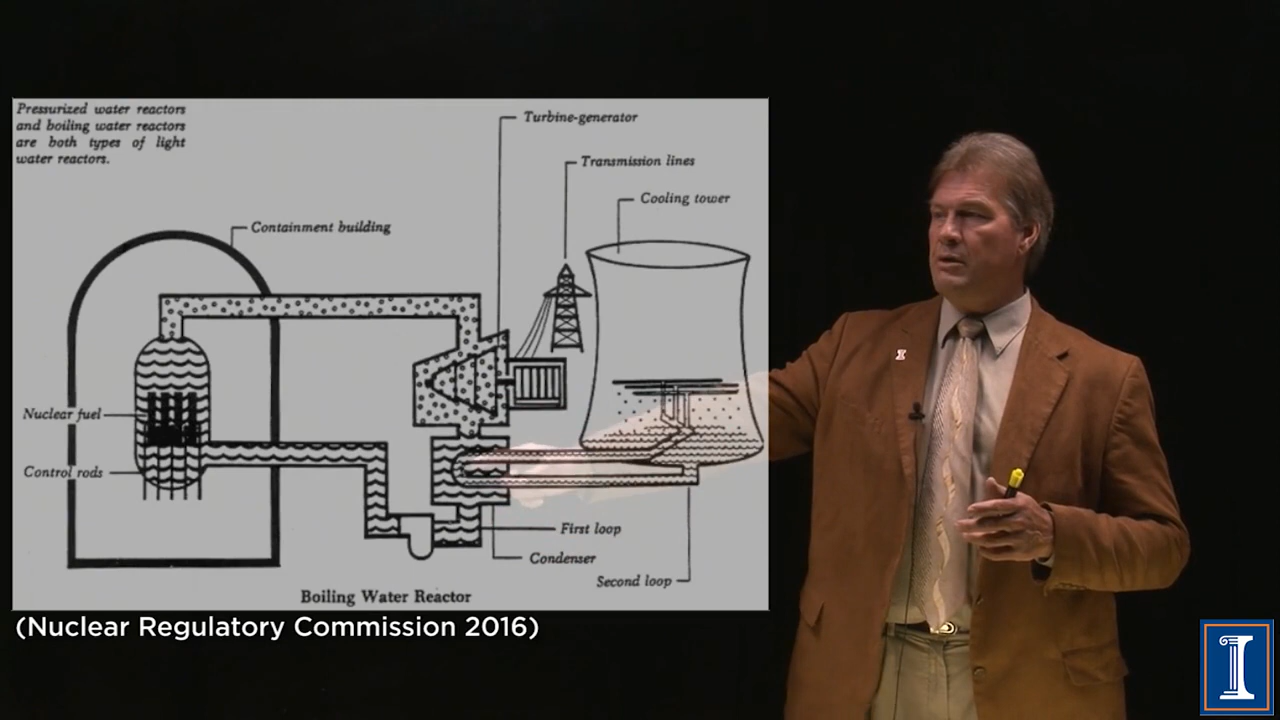 Pressurized water reactors
and boiling water reactors
are both types of light
water reactors.
Turbine-generator
Transmission lines
Cooling tower
Containment building
Nuclear fuel
Control rods
First loop
Condenser
Second loop
Boiling Water Reactor
(Nuclear Regulatory Commission 2016)
I
I